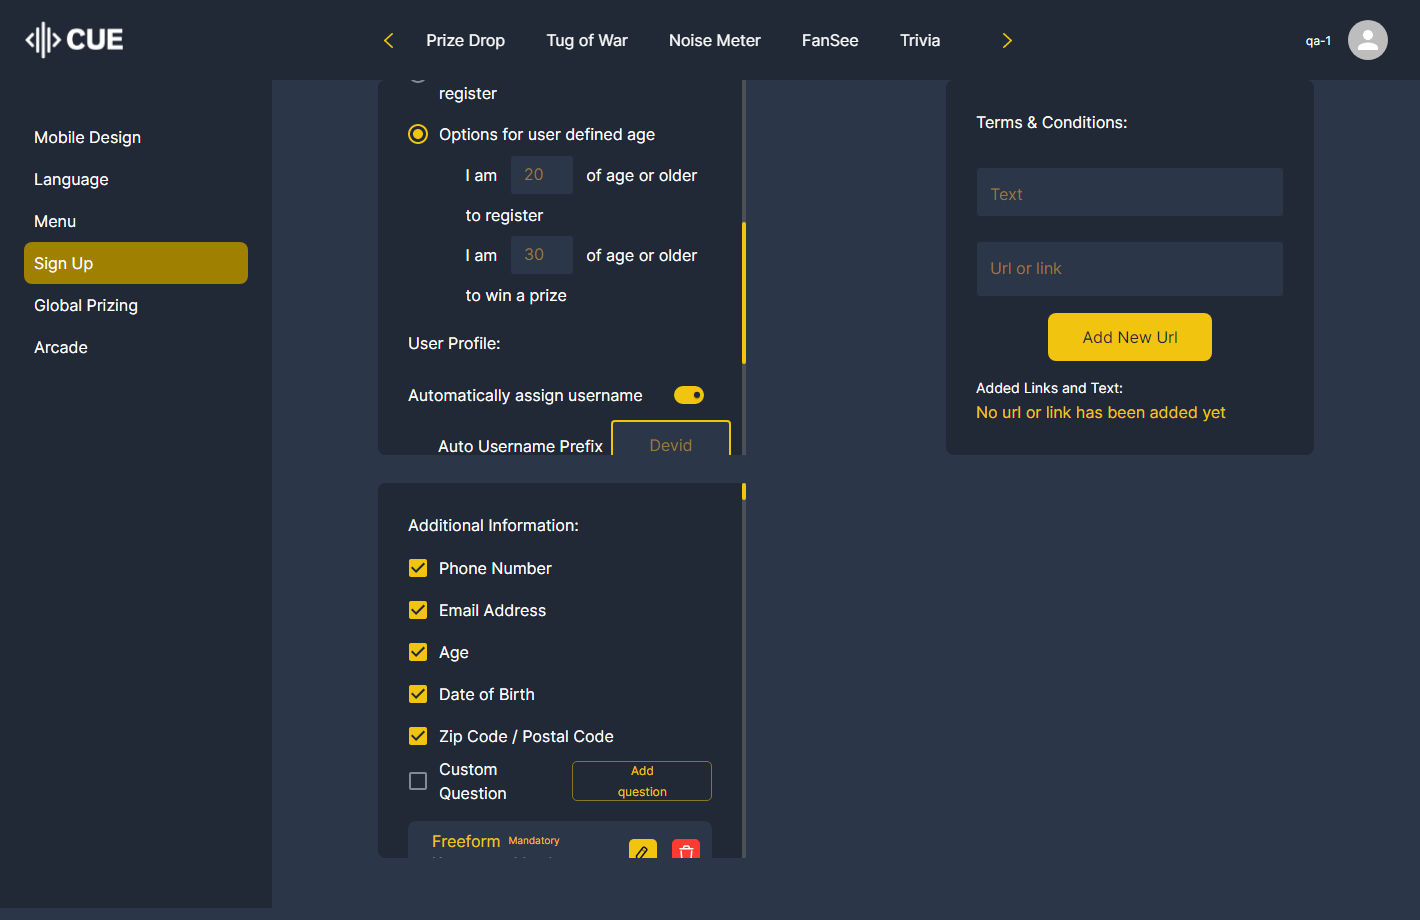 CUE
Prize Drop
Tug of War
Noise Meter
FanSee
Trivia
qa-1
Mobile Design
Language
Menu
Sign Up
Global Prizing
Arcade
register
Options for user defined age
I am 20 of age or older
to register
I am 30 of age or older
to win a prize
User Profile:
Automatically assign username
Auto Username Prefix Devid
Additional Information:
Phone Number
Email Address
Age
Date of Birth
Zip Code / Postal Code
Custom
Question
Add
question
Freeform Mandatory
Terms & Conditions:
Text
Url or link
Add New Url
Added Links and Text:
No url or link has been added yet